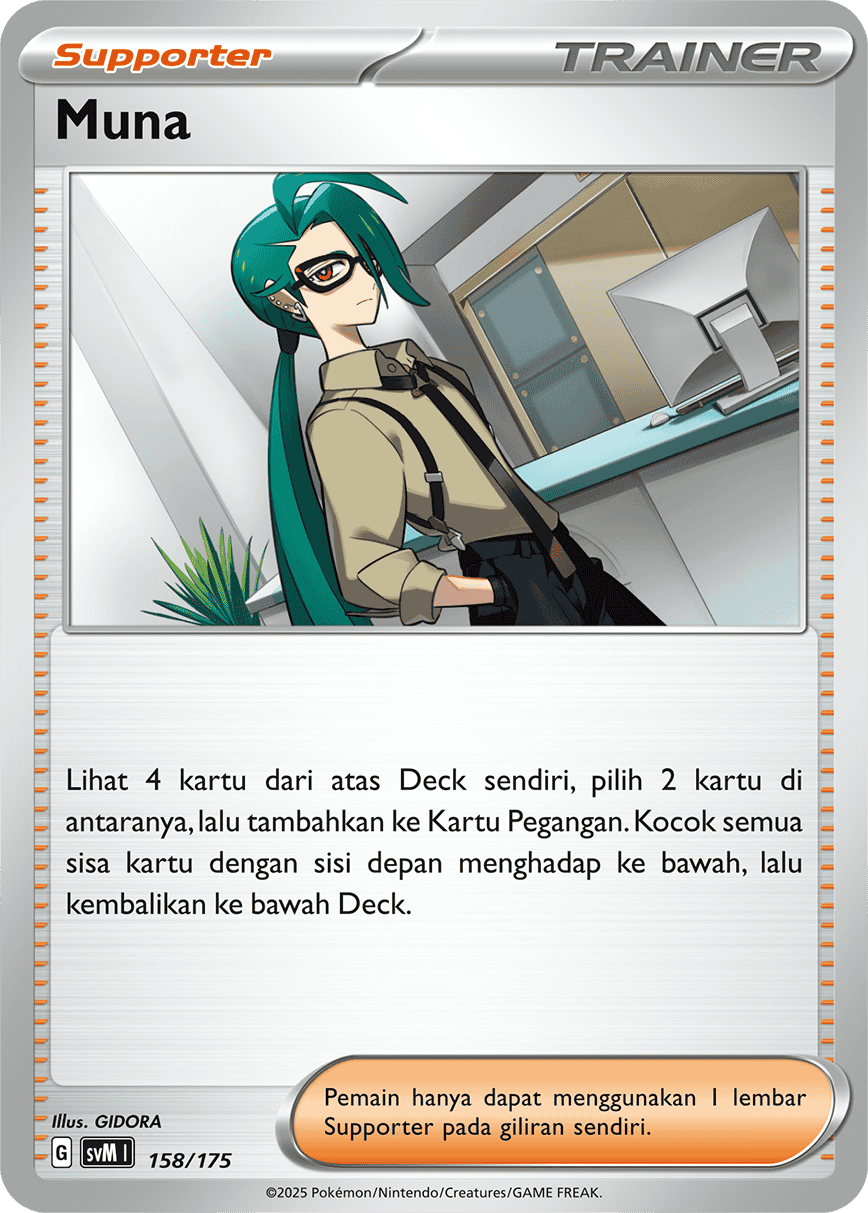 Supporter
TRAINER
Muna
Lihat 4 kartu dari atas Deck sendiri, pilih 2 kartu di
antaranya, lalu tambahkan ke Kartu Pegangan. Kocok semua
sisa kartu dengan sisi depan menghadap ke bawah, lalu
kembalikan ke bawah Deck.
Pemain hanya dapat menggunakan 1 lembar
Supporter pada giliran sendiri.
Illus. GIDORA
G svM I 158/175
©2025 Pokémon/Nintendo/Creatures/GAME FREAK.